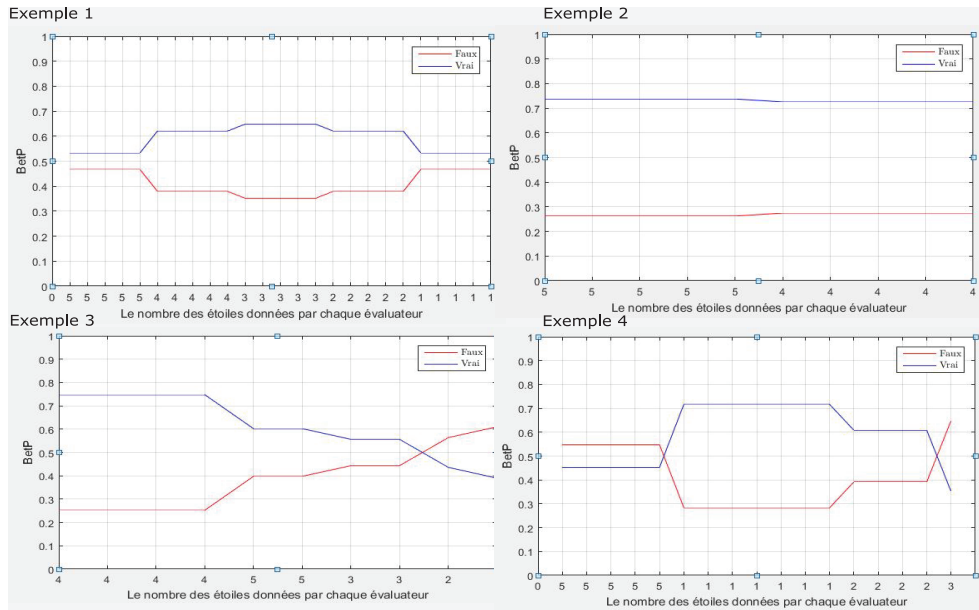 Exemple 1
1
0.9
0.8
0.7
0.6
0.5
0.4
0.3
0.2
0.1
0
BetP
Faux
Vrai
0 5 5 5 5 5 4 4 4 4 4 3 3 3 3 3 2 2 2 2 2 1 1 1 1 1
Le nombre des étoiles données par chaque évaluateur
Exemple 2
1
0.9
0.8
0.7
0.6
0.5
0.4
0.3
0.2
0.1
0
BetP
Faux
Vrai
5 5 5 5 5 4 4 4 4 4
Le nombre des étoiles données par chaque évaluateur
Exemple 3
1
0.9
0.8
0.7
0.6
0.5
0.4
0.3
0.2
0.1
0
BetP
Faux
Vrai
4 4 4 4 5 5 3 3 2
Le nombre des étoiles données par chaque évaluateur
Exemple 4
1
0.9
0.8
0.7
0.6
0.5
0.4
0.3
0.2
0.1
0
BetP
Faux
Vrai
0 5 5 5 5 5 1 1 1 1 1 1 1 2 2 2 2 3
Le nombre des étoiles données par chaque évaluateur